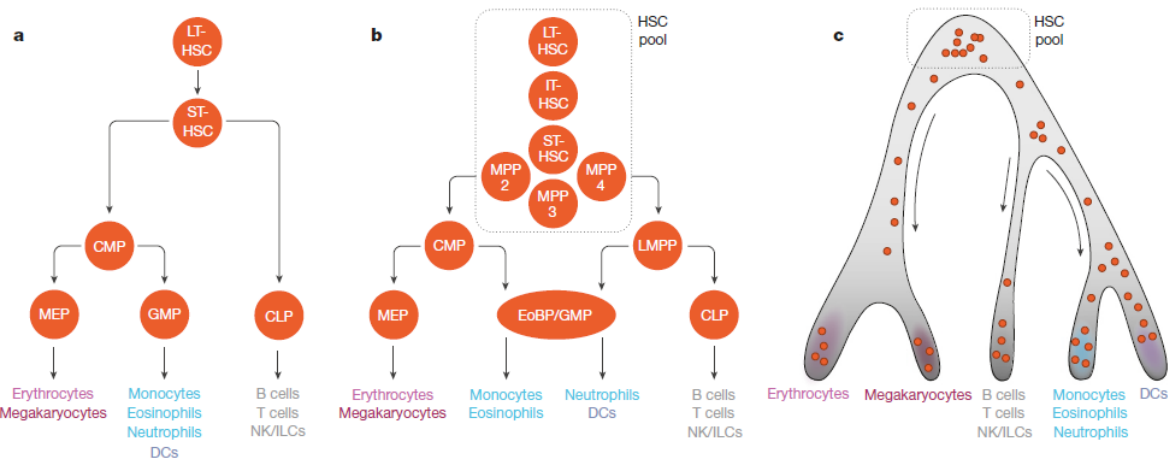 a
LT-
HSC
ST-
HSC
CMP
MEP
GMP
CLP
Erythrocytes
Megakaryocytes
Monocytes
Eosinophils
Neutrophils
DCs
B cells
T cells
NK/ILCs
b
HSC
pool
LT-
HSC
IT-
HSC
ST-
HSC
MPP
2
MPP
3
MPP
4
CMP
LMPP
MEP
EoBP/GMP
CLP
Erythrocytes
Megakaryocytes
Monocytes
Eosinophils
Neutrophils
DCs
B cells
T cells
NK/ILCs
c
HSC
pool
Erythrocytes
Megakaryocytes
B cells
T cells
NK/ILCs
Monocytes
Eosinophils
Neutrophils
DCs